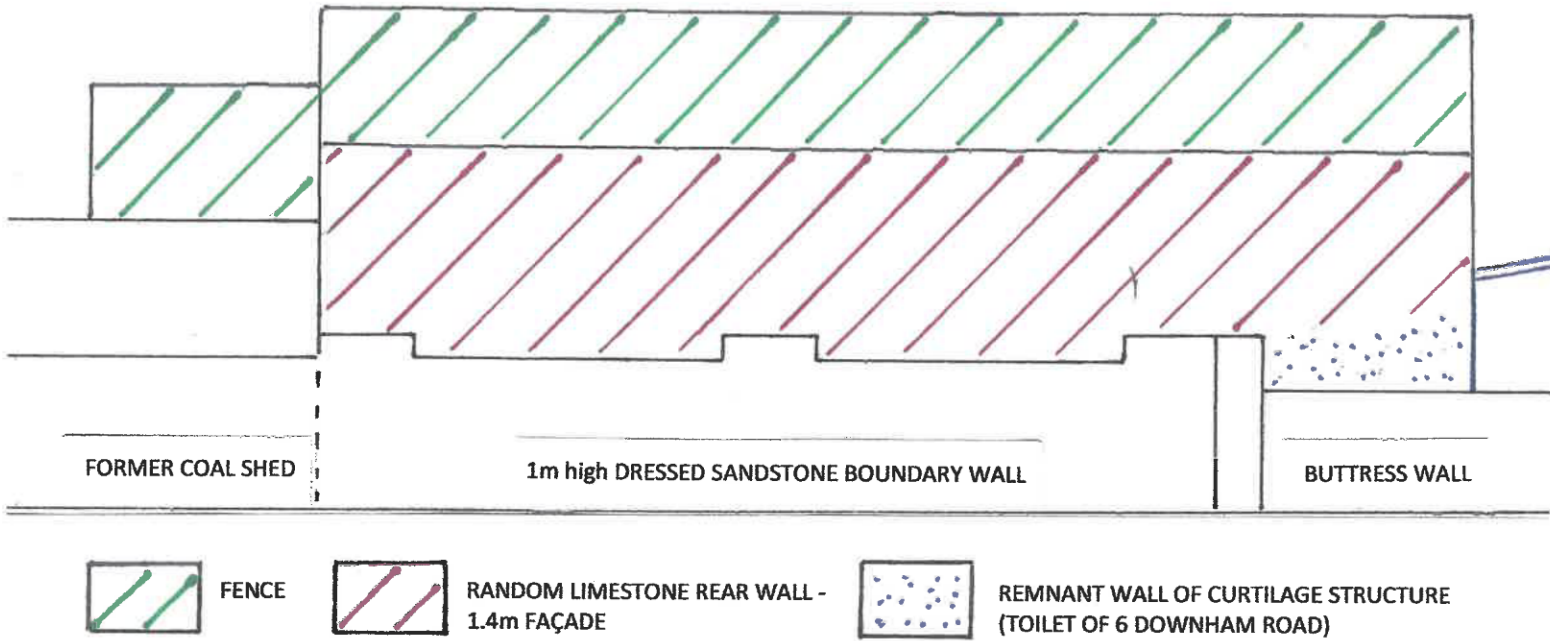 FORMER COAL SHED
1m high DRESSED SANDSTONE BOUNDARY WALL
BUTTRESS WALL
FENCE
RANDOM LIMESTONE REAR WALL -
1.4m FAÇADE
REMNANT WALL OF CURTILAGE STRUCTURE
(TOILET OF 6 DOWNHAM ROAD)